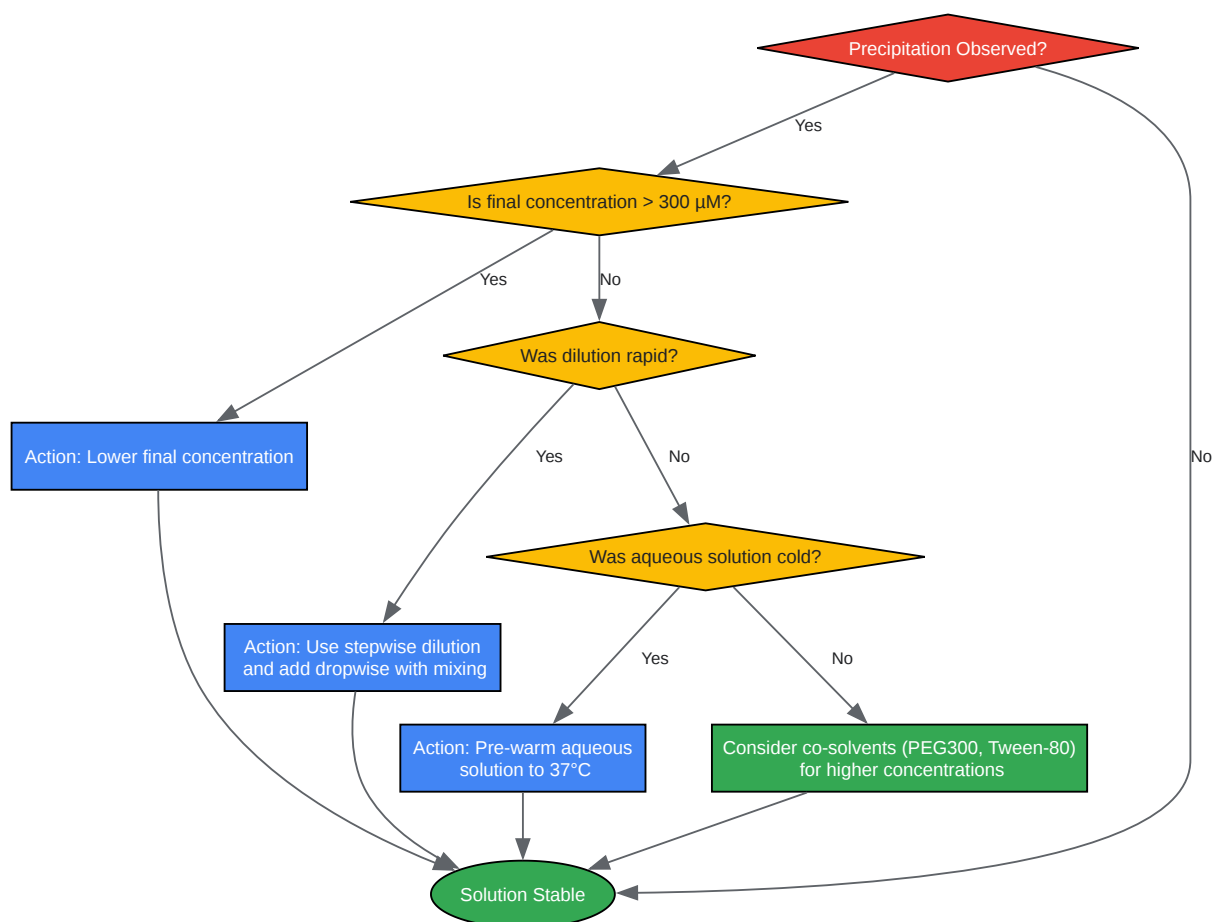 Precipitation Observed?
Yes
Is final concentration > 300 µM?
Yes
No
Was dilution rapid?
Action: Lower final concentration
Yes
No
No
Was aqueous solution cold?
Action: Use stepwise dilution
and add dropwise with mixing
Yes
No
Action: Pre-warm aqueous
solution to 37°C
Consider co-solvents (PEG300, Tween-80)
for higher concentrations
Solution Stable